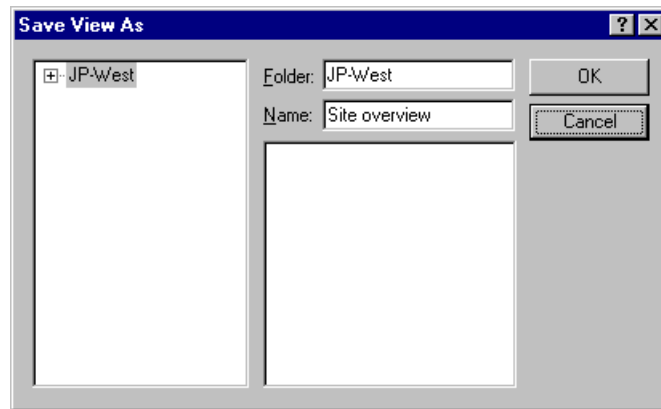 Save View As
JP-West
Folder: JP-West
Name: Site overview
OK
Cancel